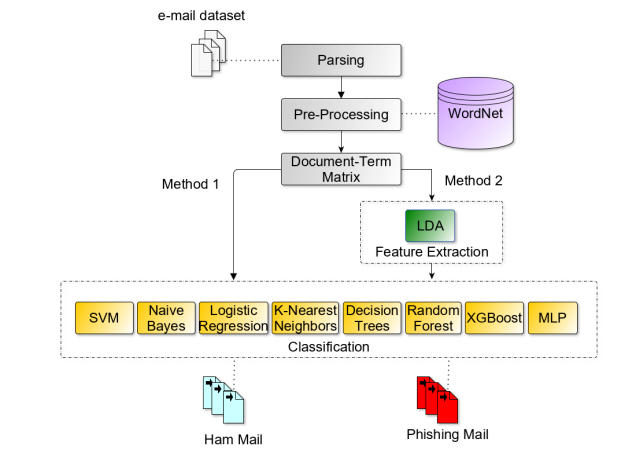 e-mail dataset
Parsing
Pre-Processing
WordNet
Document-Term
Matrix
Method 1
Method 2
LDA
Feature Extraction
SVM
Naive
Bayes
Logistic
Regression
K-Nearest
Neighbors
Decision
Trees
Random
Forest
XGBoost
MLP
Classification
Ham Mail
Phishing Mail